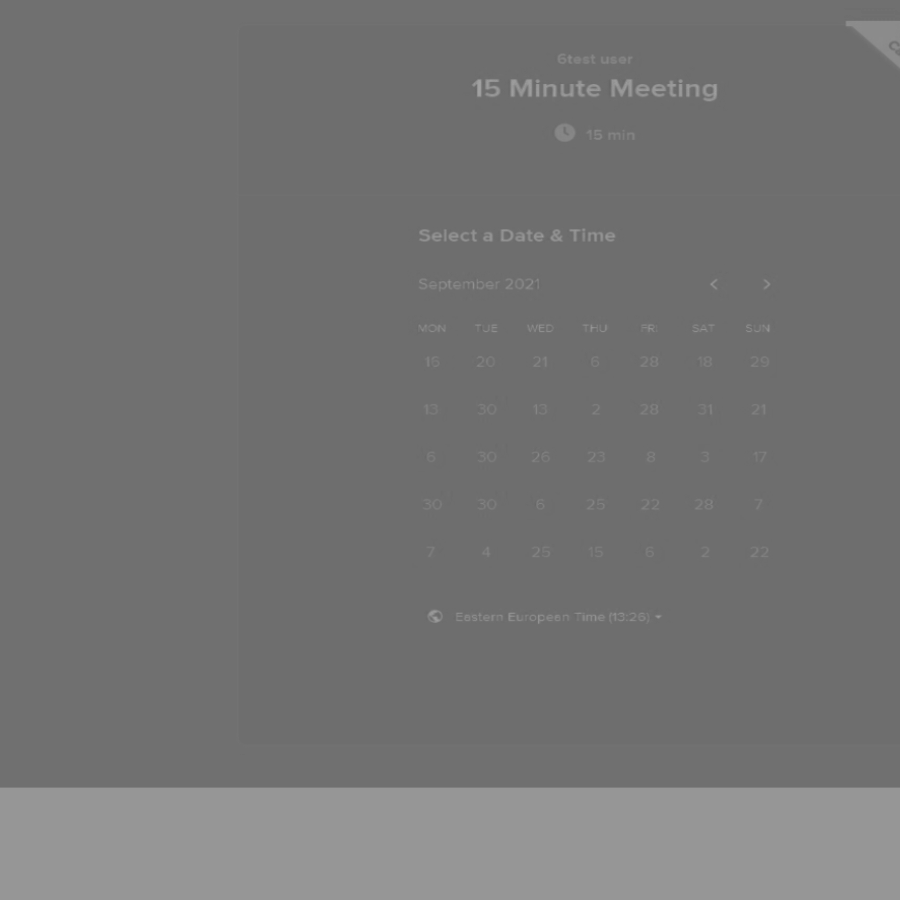 6test user
15 Minute Meeting
15 min
Select a Date & Time
September 2021
MON TUE WED THU FRI SAT SUN
15 20 21 6 28 18 29
13 30 13 2 28 31 21
6 30 26 23 8 3 17
30 30 6 25 22 28 7
7 4 25 15 6 2 22
Eastern European Time (13:26)